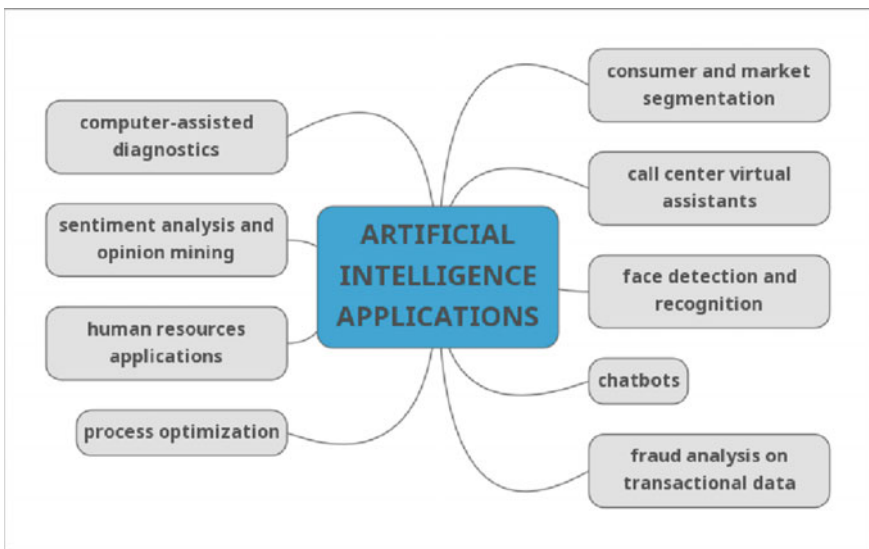 ARTIFICIAL
INTELLIGENCE
APPLICATIONS
computer-assisted
diagnostics
sentiment analysis and
opinion mining
human resources
applications
process optimization
consumer and market
segmentation
call center virtual
assistants
face detection and
recognition
chatbots
fraud analysis on
transactional data